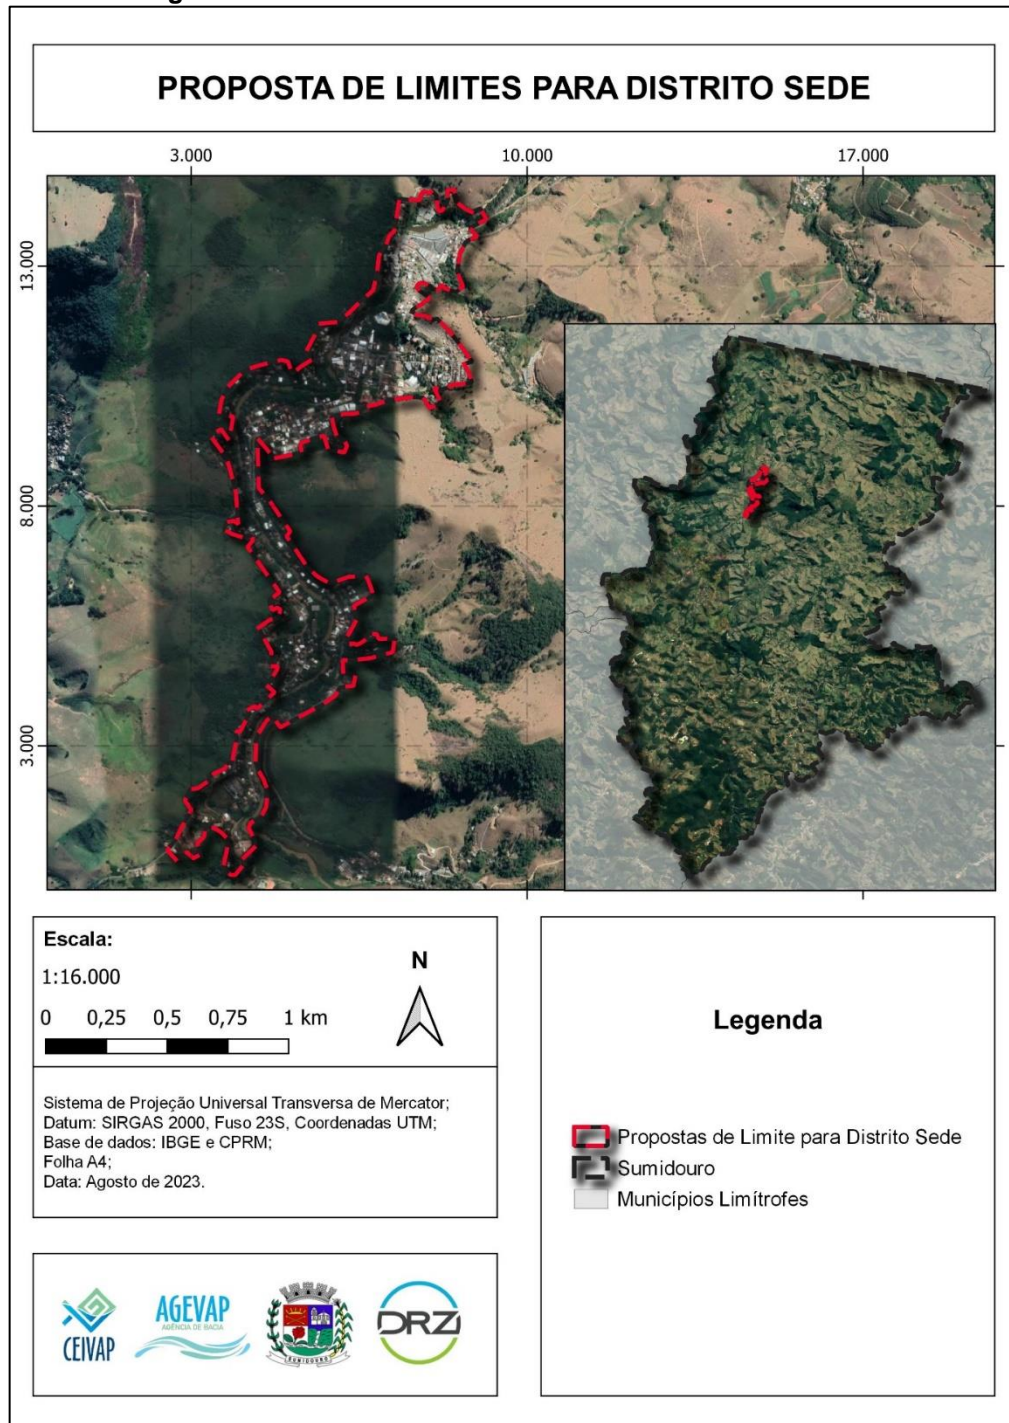 PROPOSTA DE LIMITES PARA DISTRITO SEDE
3.000 10.000 17.000
13.000
8.000
3.000
Escala:
1:16.000
0 0,25 0,5 0,75 1 km
N
Sistema de Projeção Universal Transversa de Mercator;
Datum: SIRGAS 2000, Fuso 23S, Coordenadas UTM;
Base de dados: IBGE e CPRM;
Folha A4;
Data: Agosto de 2023.
Legenda
Propostas de Limite para Distrito Sede
Sumidouro
Municípios Limítrofes
CEIVAP
AGEVAP
AGÊNCIA DE BACIA
SUMIDOURO
DRZ